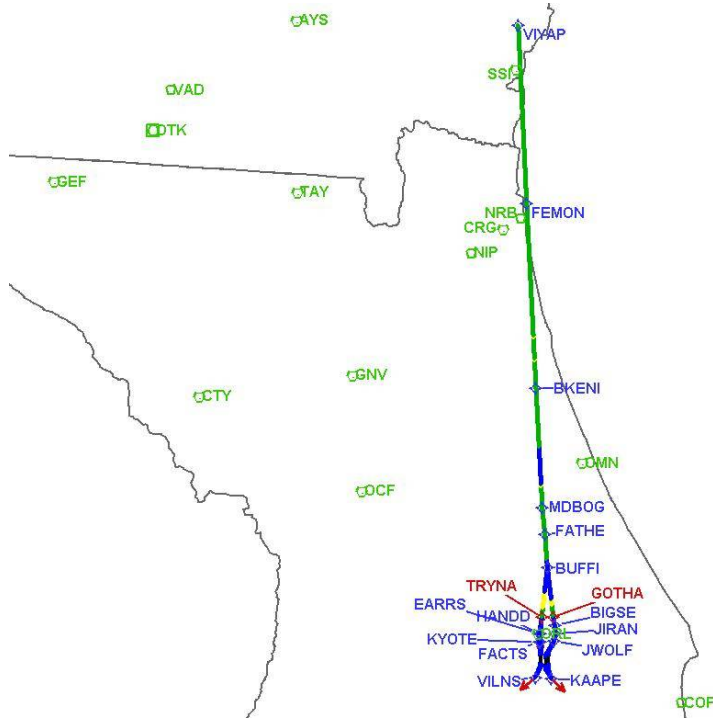 AYS
VIYAP
SSI
VAD
OTK
GEF
TAY
NRB
FEMON
CRG
NIP
GNV
BKENI
CTY
OMN
OCF
MDBOG
FATHE
BUFFI
TRYNA
GOTHA
EARRS
HANDD
BIGSE
ORL
JIRAN
KYOTE
FACTS
JWOLF
VILNS
KAAPE
COF